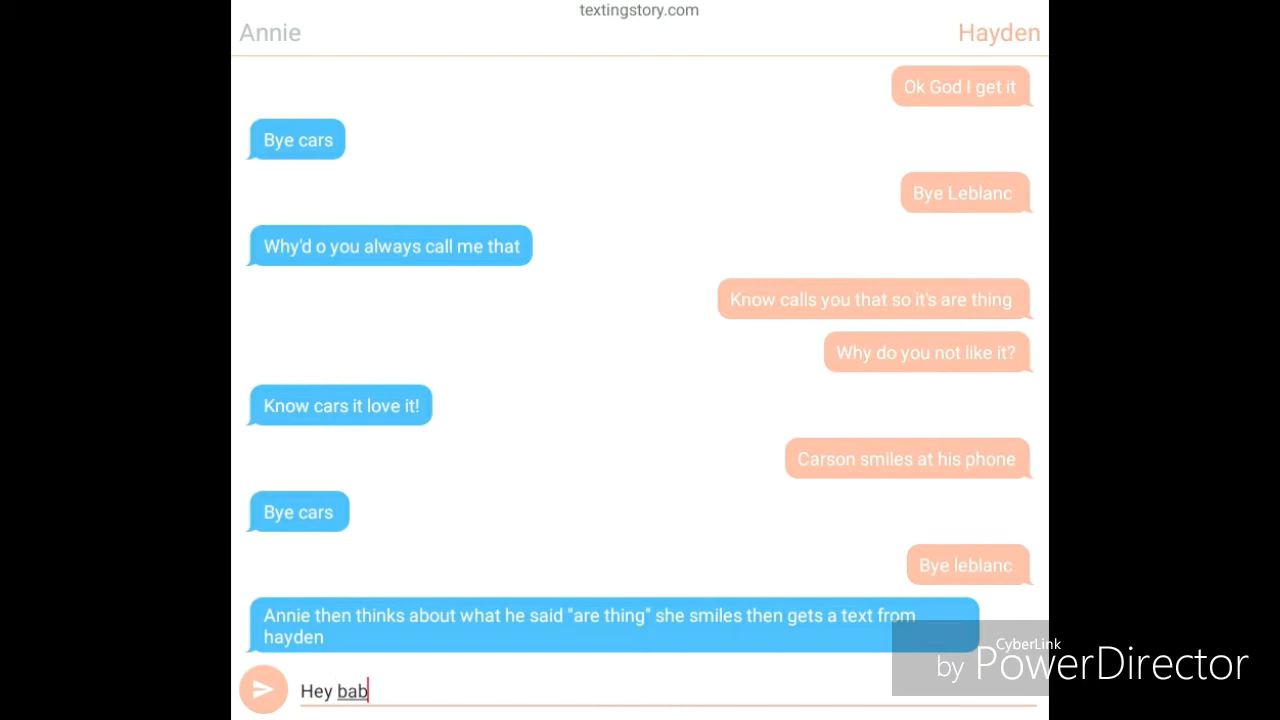 textingstory.com
Annie
Hayden
Ok God I get it
Bye cars
Bye Leblanc
Why'd o you always call me that
Know calls you that so it's are thing
Why do you not like it?
Know cars it love it!
Carson smiles at his phone
Bye cars
Bye leblanc
Annie then thinks about what he said "are thing" she smiles then gets a text from
hayden
Hey bab
CyberLink
by PowerDirector